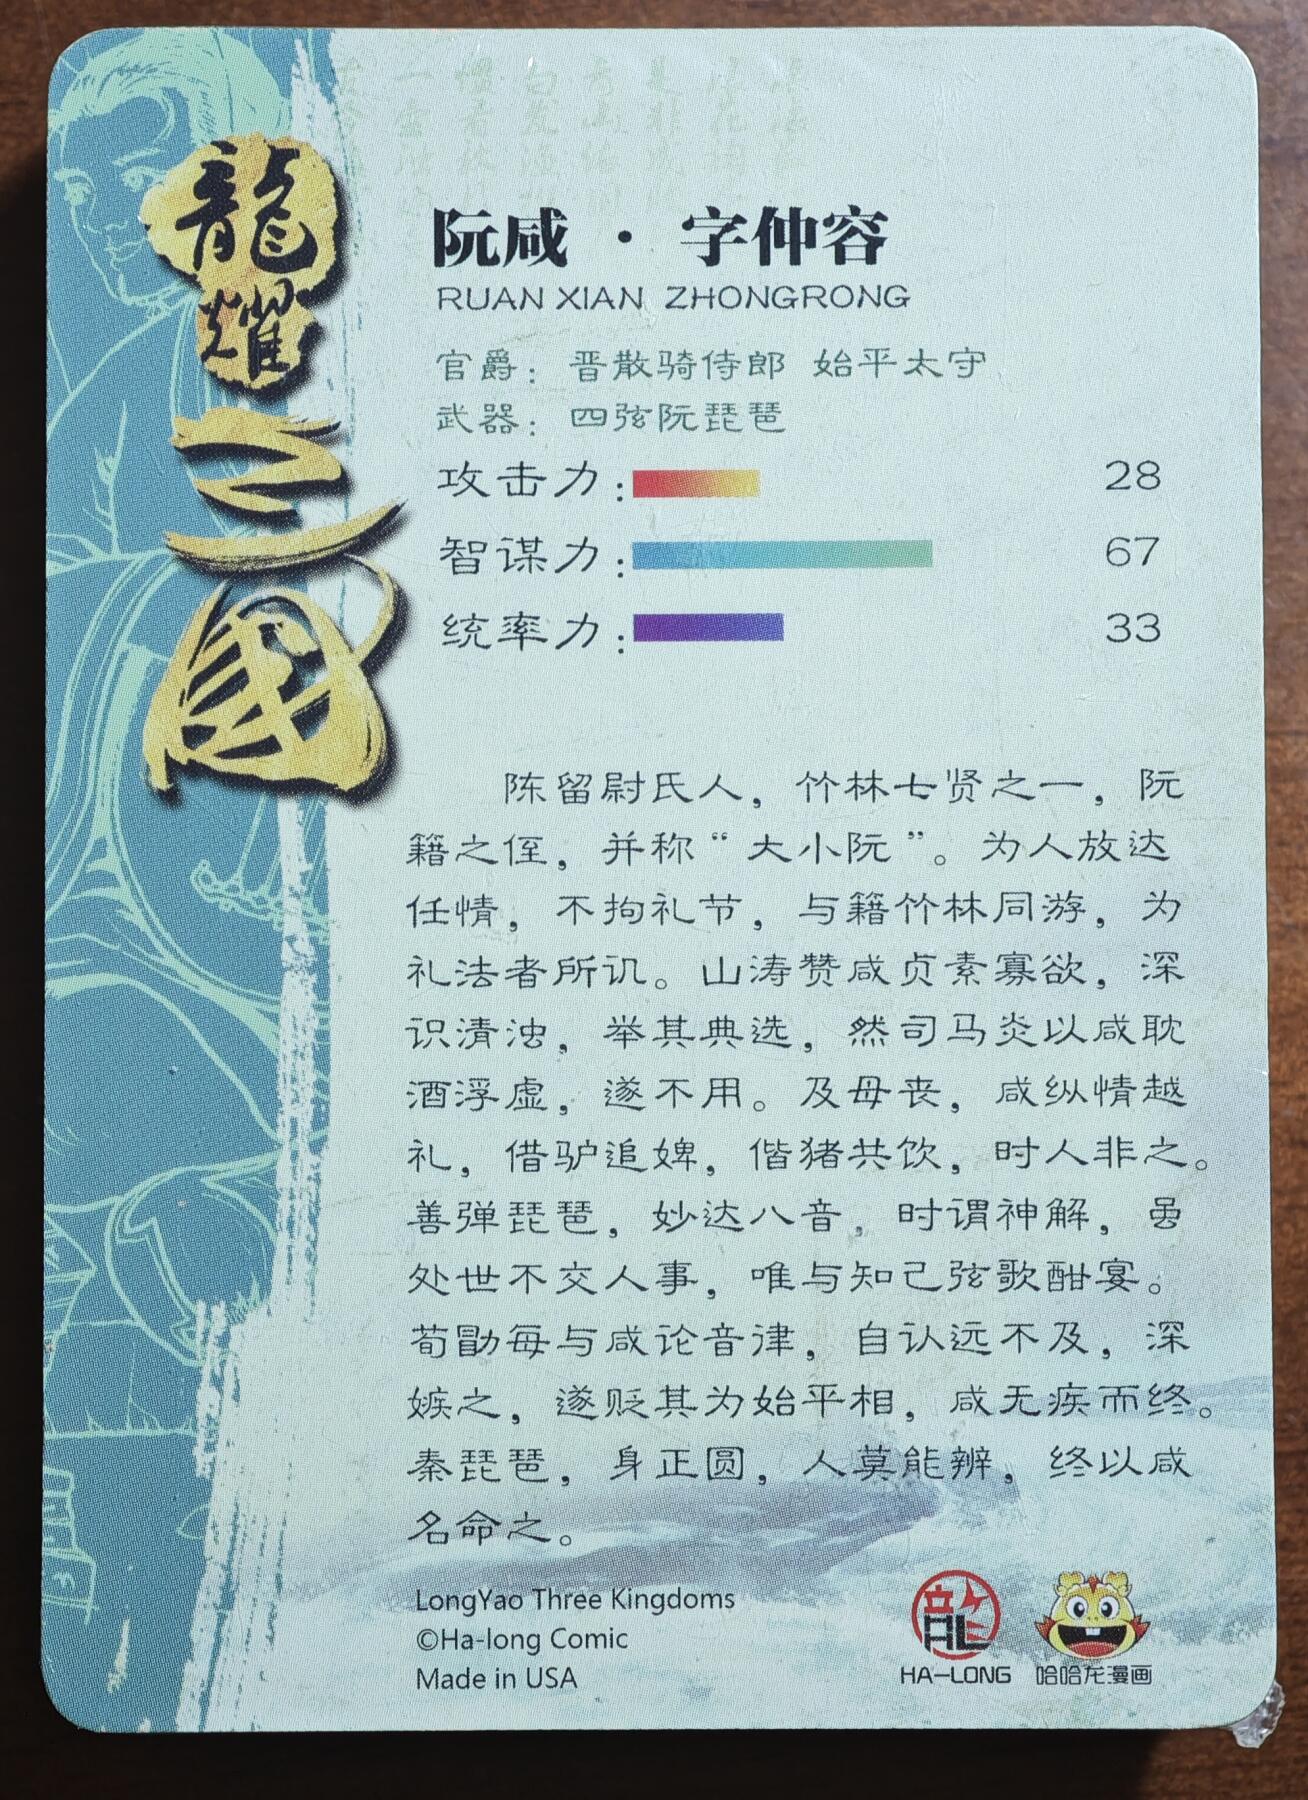 龍耀三國
阮咸 · 字仲容
RUAN XIAN ZHONGRONG
官爵：晋散骑侍郎 始平太守
武器：四弦阮琵琶
攻击力：28
智谋力：67
统率力：33
陈留尉氏人，竹林七贤之一，阮
籍之侄，并称“大小阮”。为人放达
任情，不拘礼节，与籍竹林同游，为
礼法者所讥。山涛赞咸贞素寡欲，深
识清浊，举其典选，然司马炎以咸耽
酒浮虚，遂不用。及母丧，咸纵情越
礼，借驴追婢，偕猪共饮，时人非之。
善弹琵琶，妙达八音，时谓神解，虽
处世不交人事，唯与知己弦歌酣宴。
荀勖每与咸论音律，自认远不及，深
嫉之，遂贬其为始平相，咸无疾而终。
秦琵琶，身正圆，人莫能辨，终以咸
名命之。
LongYao Three Kingdoms
©Ha-long Comic
Made in USA
HA-LONG
哈哈龙漫画